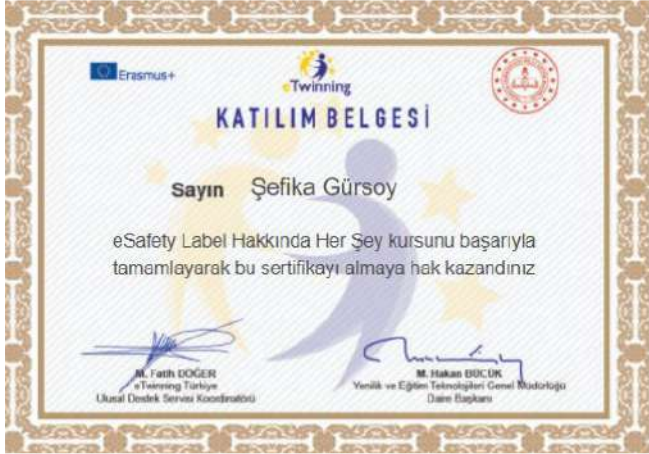 Erasmus+
eTwinning
KATILIM BELGESİ
Sayın Şefika Gürsoy
eSafety Label Hakkında Her Şey kursunu başarıyla
tamamlayarak bu sertifikayı almaya hak kazandınız
M. Fatih DÖĞER
eTwinning Türkiye
Ulusal Destek Servisi Koordinatörü
M. Hakan BÜCÜK
Yenilik ve Eğitim Teknolojileri Genel Müdürlüğü
Daire Başkanı